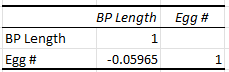 BP Length Egg #
BP Length 1
Egg # -0.05965 1